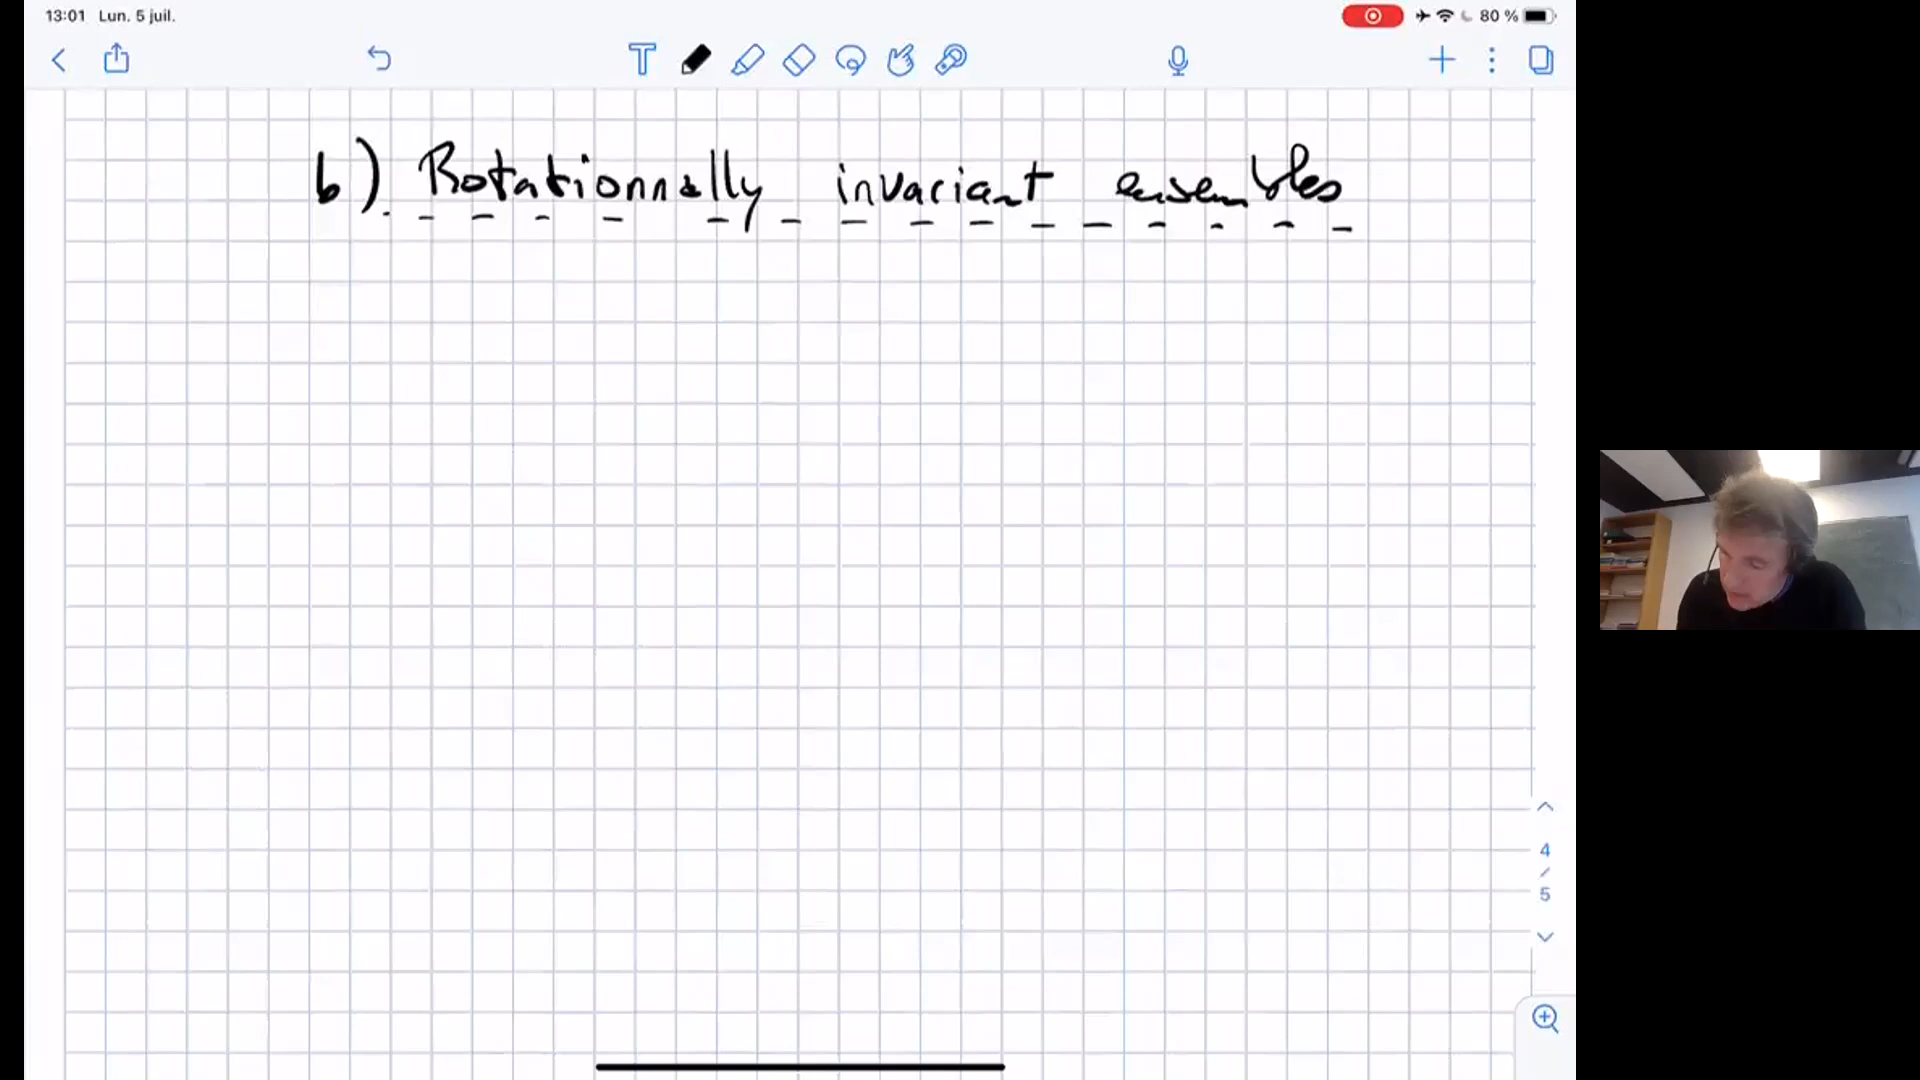 13:01 Lun. 5 juil.
80 %
b) Rotationnally invariant ensembles
4
/
5